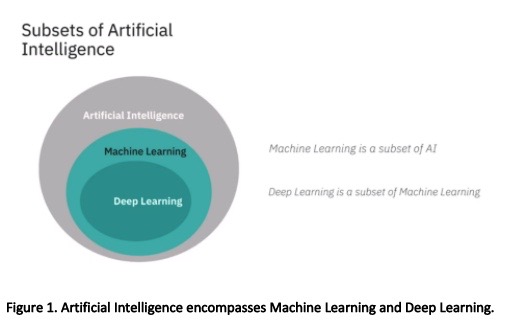 Subsets of Artificial
Intelligence
Artificial Intelligence
Machine Learning
Deep Learning
Machine Learning is a subset of AI
Deep Learning is a subset of Machine Learning
Figure 1. Artificial Intelligence encompasses Machine Learning and Deep Learning.